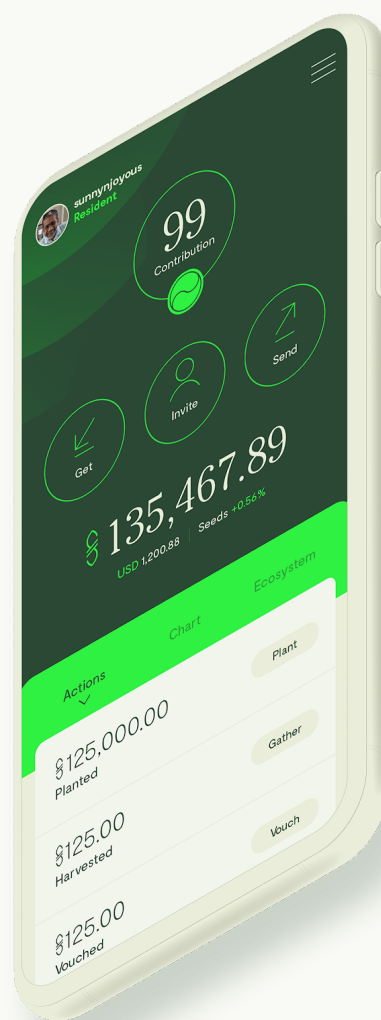 sunnynjoyous
Resident
99
Contribution
Get
Invite
Send
135,467.89
USD 1,200.88 | Seeds +0.56%
Actions
Chart
Ecosystem
125,000.00
Planted
Plant
125.00
Harvested
Gather
125.00
Vouched
Vouch